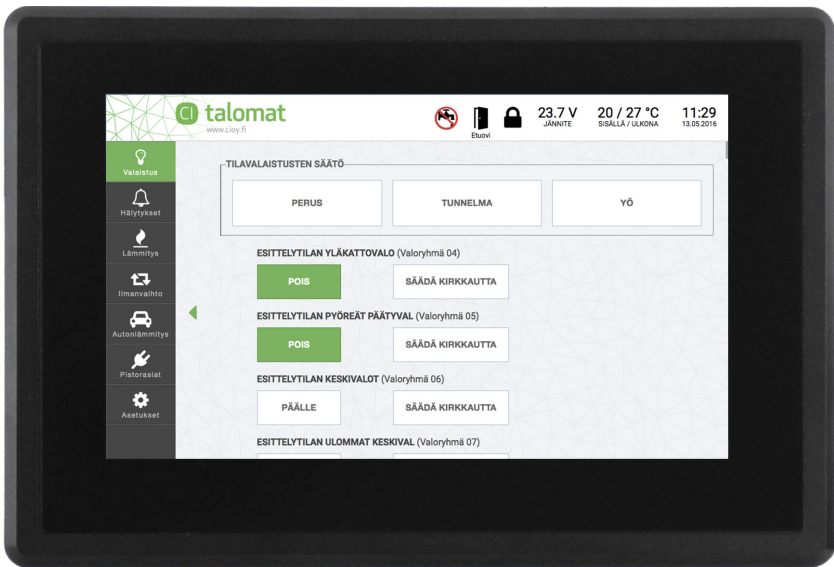 CI talomat
www.cioy.fi
Etuovi
23.7 V
JÄNNITE
20 / 27 °C
SISÄLLÄ / ULKONA
11:29
13.05.2016
Valaistus
Hälytykset
Lämmitys
Ilmanvaihto
Autonlämmitys
Pistorasiat
Asetukset
TILAVALAISTUSTEN SÄÄTÖ
PERUS
TUNNELMA
YÖ
ESITTELYTILAN YLÄKATTOVALO (Valoryhmä 04)
POIS
SÄÄDÄ KIRKKAUTTA
ESITTELYTILAN PYÖREÄT PÄÄTYVAL (Valoryhmä 05)
POIS
SÄÄDÄ KIRKKAUTTA
ESITTELYTILAN KESKIVALOT (Valoryhmä 06)
PÄÄLLE
SÄÄDÄ KIRKKAUTTA
ESITTELYTILAN ULOMMAT KESKIVAL (Valoryhmä 07)